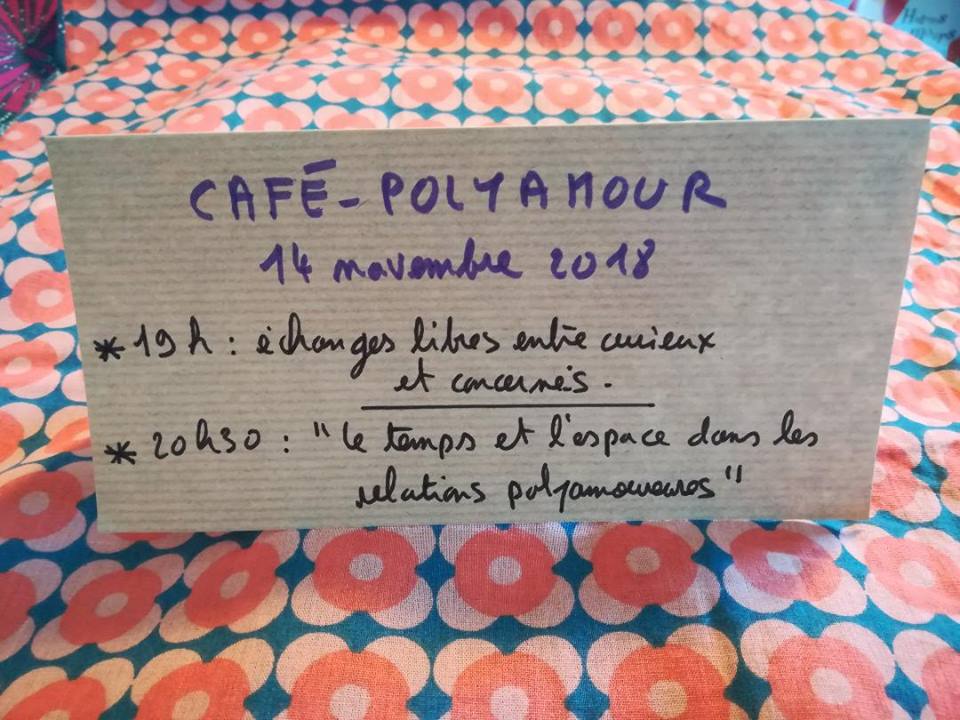 CAFÉ-POLYAMOUR
14 novembre 2018
* 19h : échanges libres entre curieux
et concernés.
* 20h30 : "le temps et l'espace dans les
relations polyamoureuses"